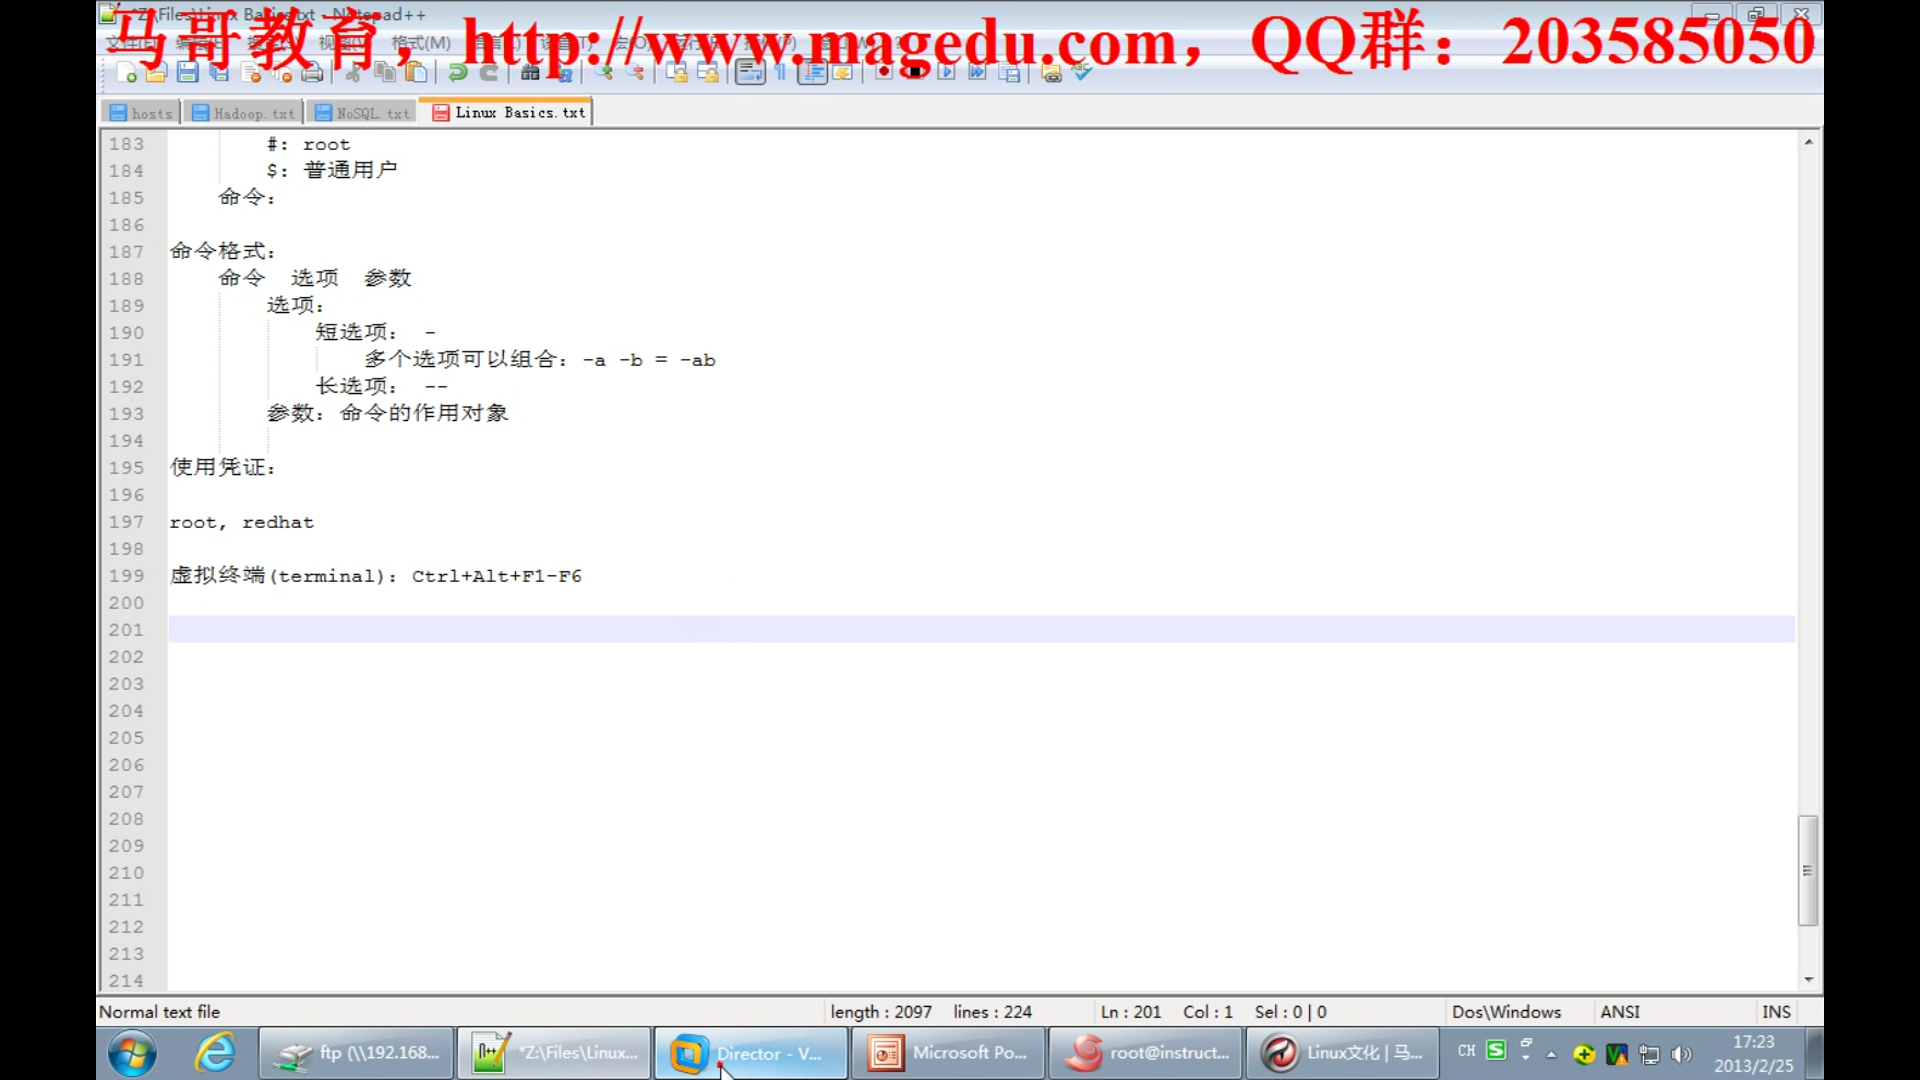 Z:\Files\Linux Basics.txt - Notepad++
马哥教育，http://www.magedu.com，QQ群：203585050
格式(M)
hosts Hadoop.txt NoSQL.txt Linux Basics.txt
183 #: root
184 $: 普通用户
185 命令：
186
187 命令格式：
188 命令 选项 参数
189 选项：
190 短选项： -
191 多个选项可以组合：-a -b = -ab
192 长选项： --
193 参数：命令的作用对象
194
195 使用凭证：
196
197 root, redhat
198
199 虚拟终端(terminal)：Ctrl+Alt+F1-F6
200
201
202
203
204
205
206
207
208
209
210
211
212
213
214
Normal text file length : 2097 lines : 224 Ln : 201 Col : 1 Sel : 0 | 0 Dos\Windows ANSI INS
ftp (\\192.168... *Z:\Files\Linux... Director - V... Microsoft Po... root@instruct... Linux文化 | 马... CH 17:23
2013/2/25